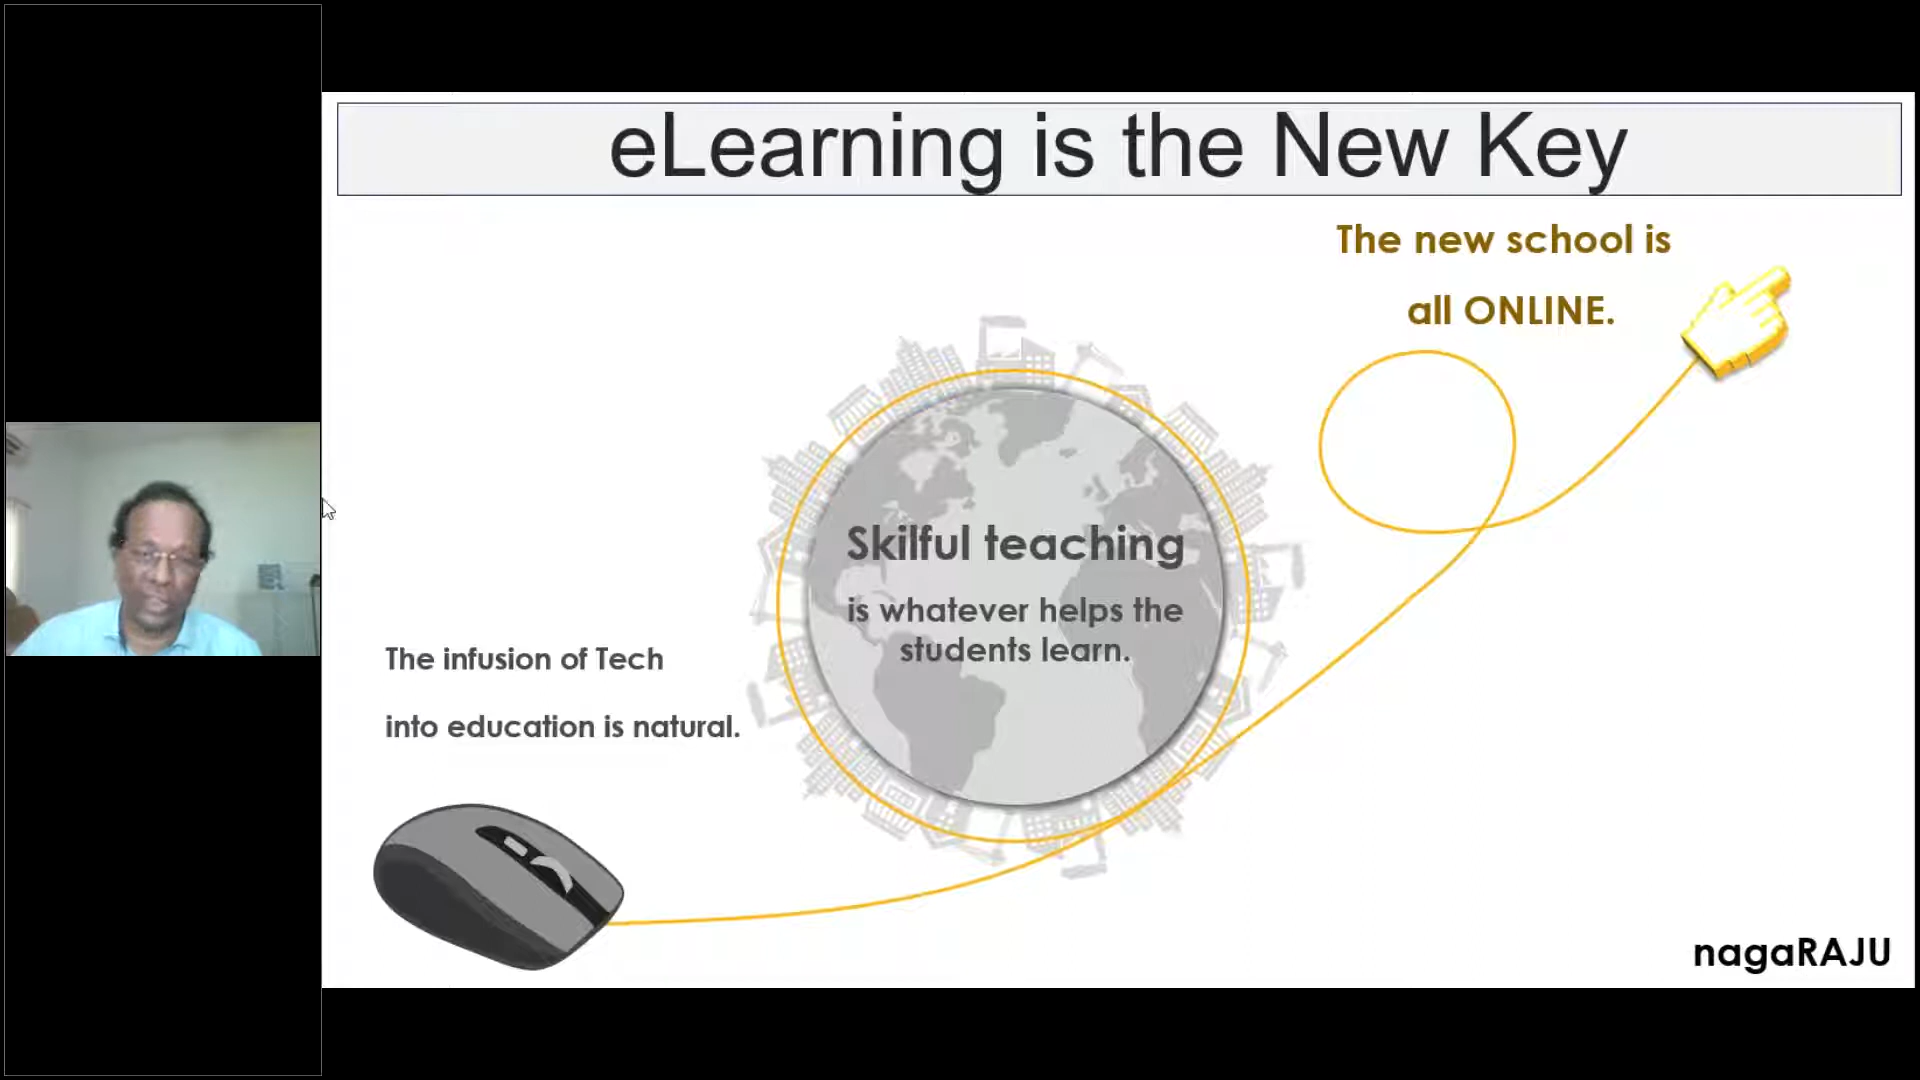 eLearning is the New Key
The new school is
all ONLINE.
Skilful teaching
is whatever helps the
students learn.
The infusion of Tech
into education is natural.
nagaRAJU